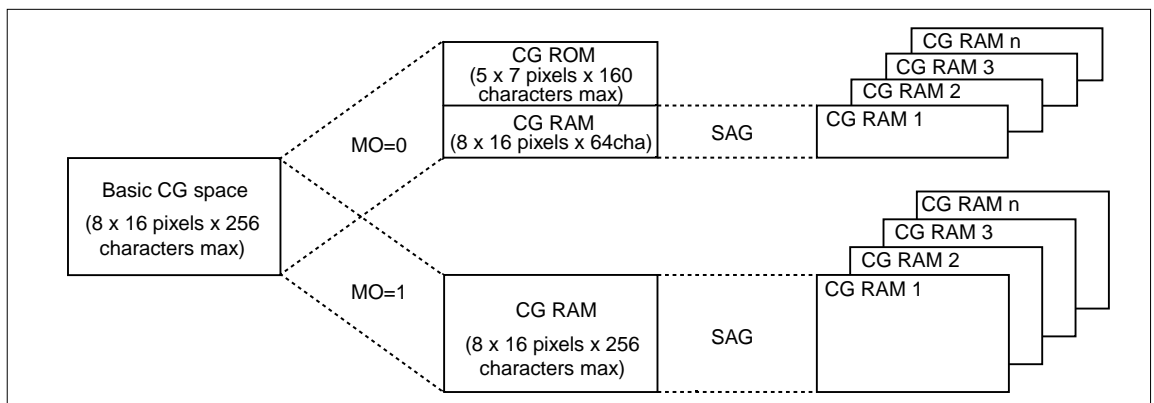 Basic CG space
(8 x 16 pixels x 256
characters max)
MO=0
MO=1
CG ROM
(5 x 7 pixels x 160
characters max)
CG RAM
(8 x 16 pixels x 64cha)
SAG
CG RAM n
CG RAM 3
CG RAM 2
CG RAM 1
CG RAM
(8 x 16 pixels x 256
characters max)
SAG
CG RAM n
CG RAM 3
CG RAM 2
CG RAM 1